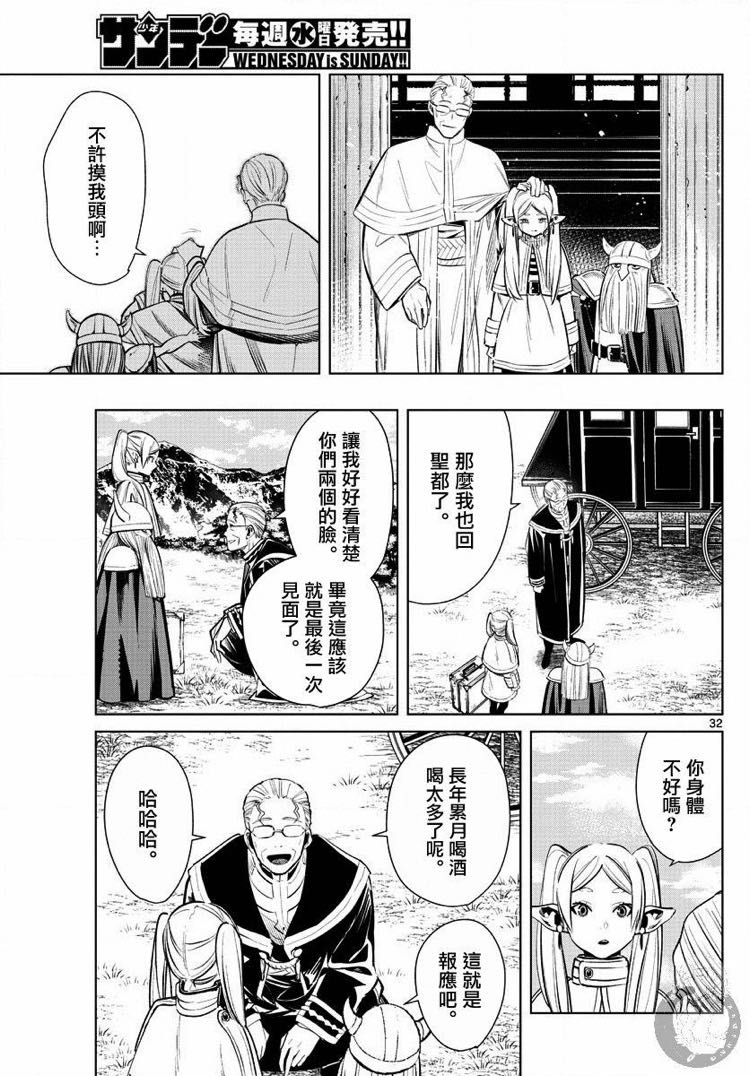 少年サンデー
毎週水曜日発売!!
WEDNESDAY is SUNDAY!!
不許摸我頭啊…
那麼我也回
聖都了。
讓我好好看清楚
你們兩個的臉。
畢竟這應該
就是最後一次
見面了。
32
你身體
不好嗎?
長年累月喝酒
喝太多了呢。
這就是
報應吧。
哈哈哈。